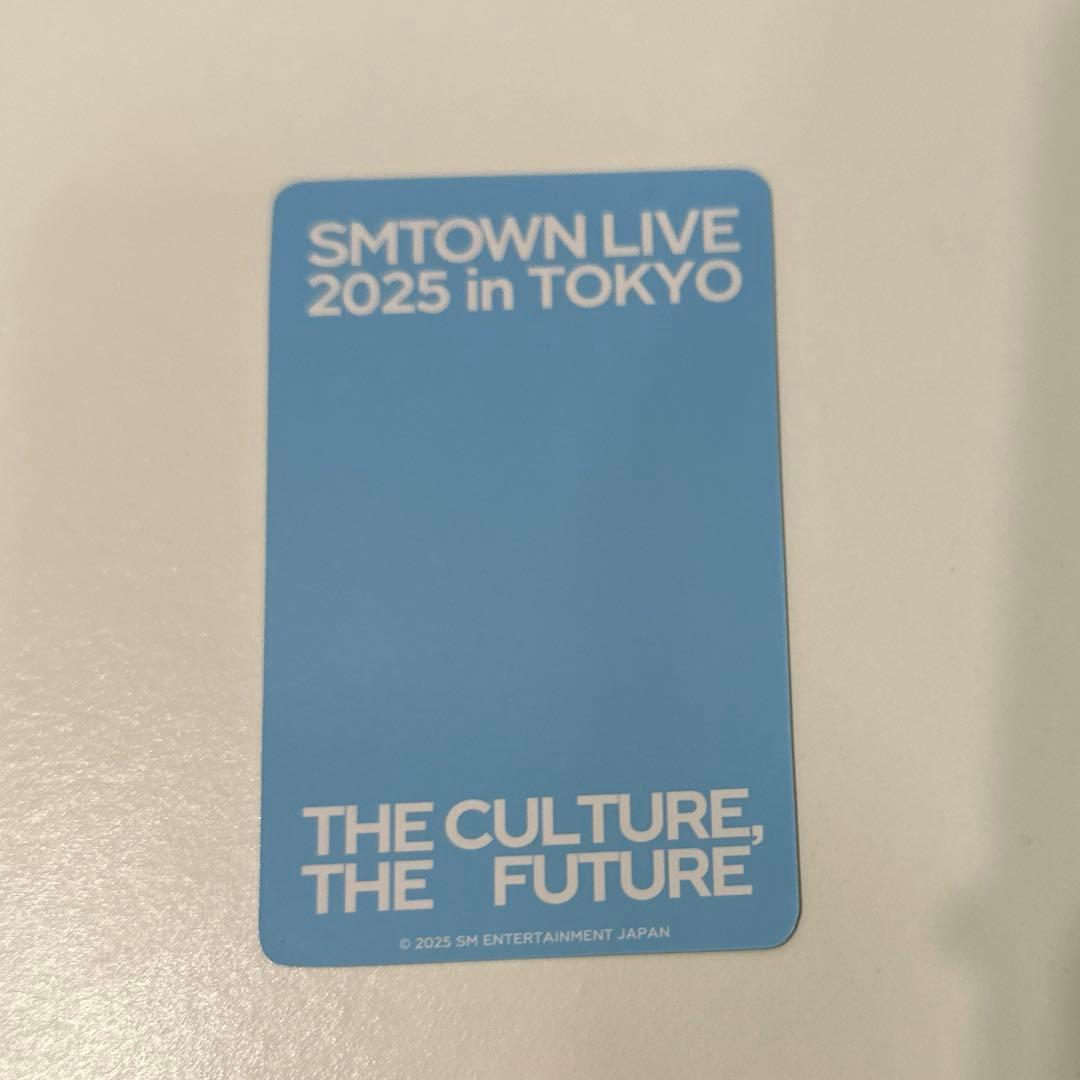 SMTOWN LIVE
2025 in TOKYO
THE CULTURE,
THE FUTURE
© 2025 SM ENTERTAINMENT JAPAN